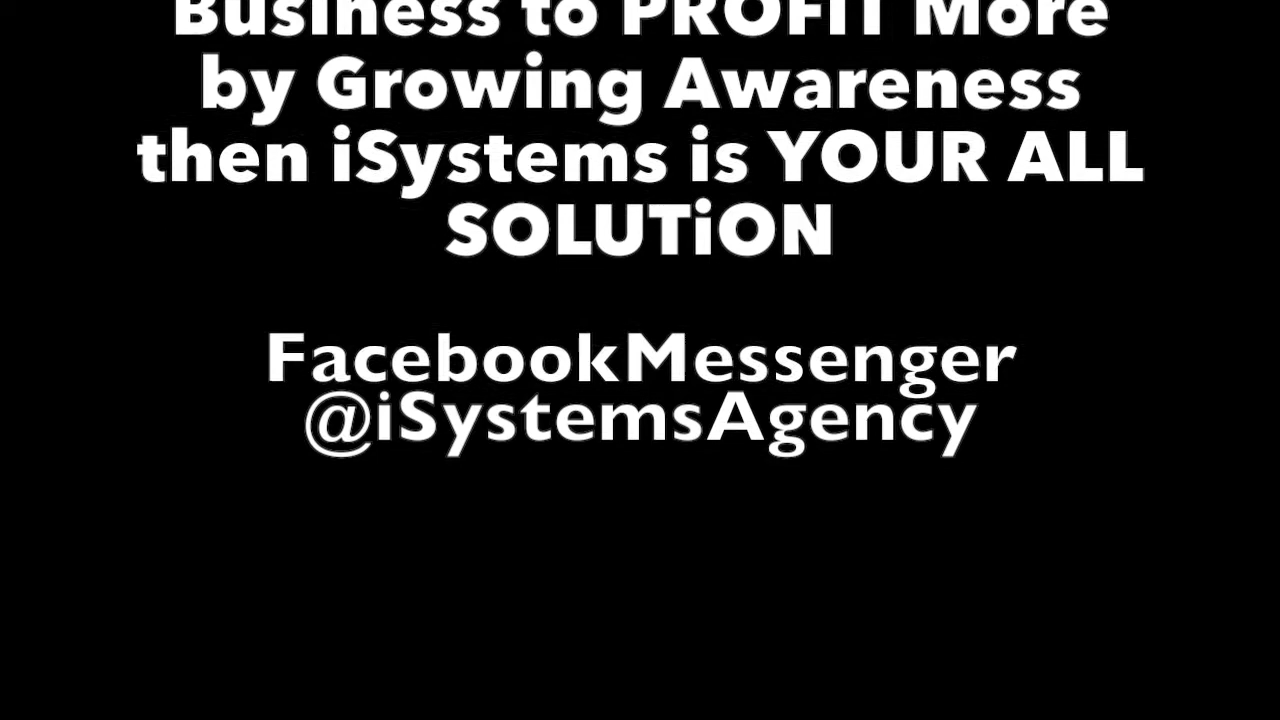 Business to PROFIT More
by Growing Awareness
then iSystems is YOUR ALL
SOLUTiON
FacebookMessenger
@iSystemsAgency